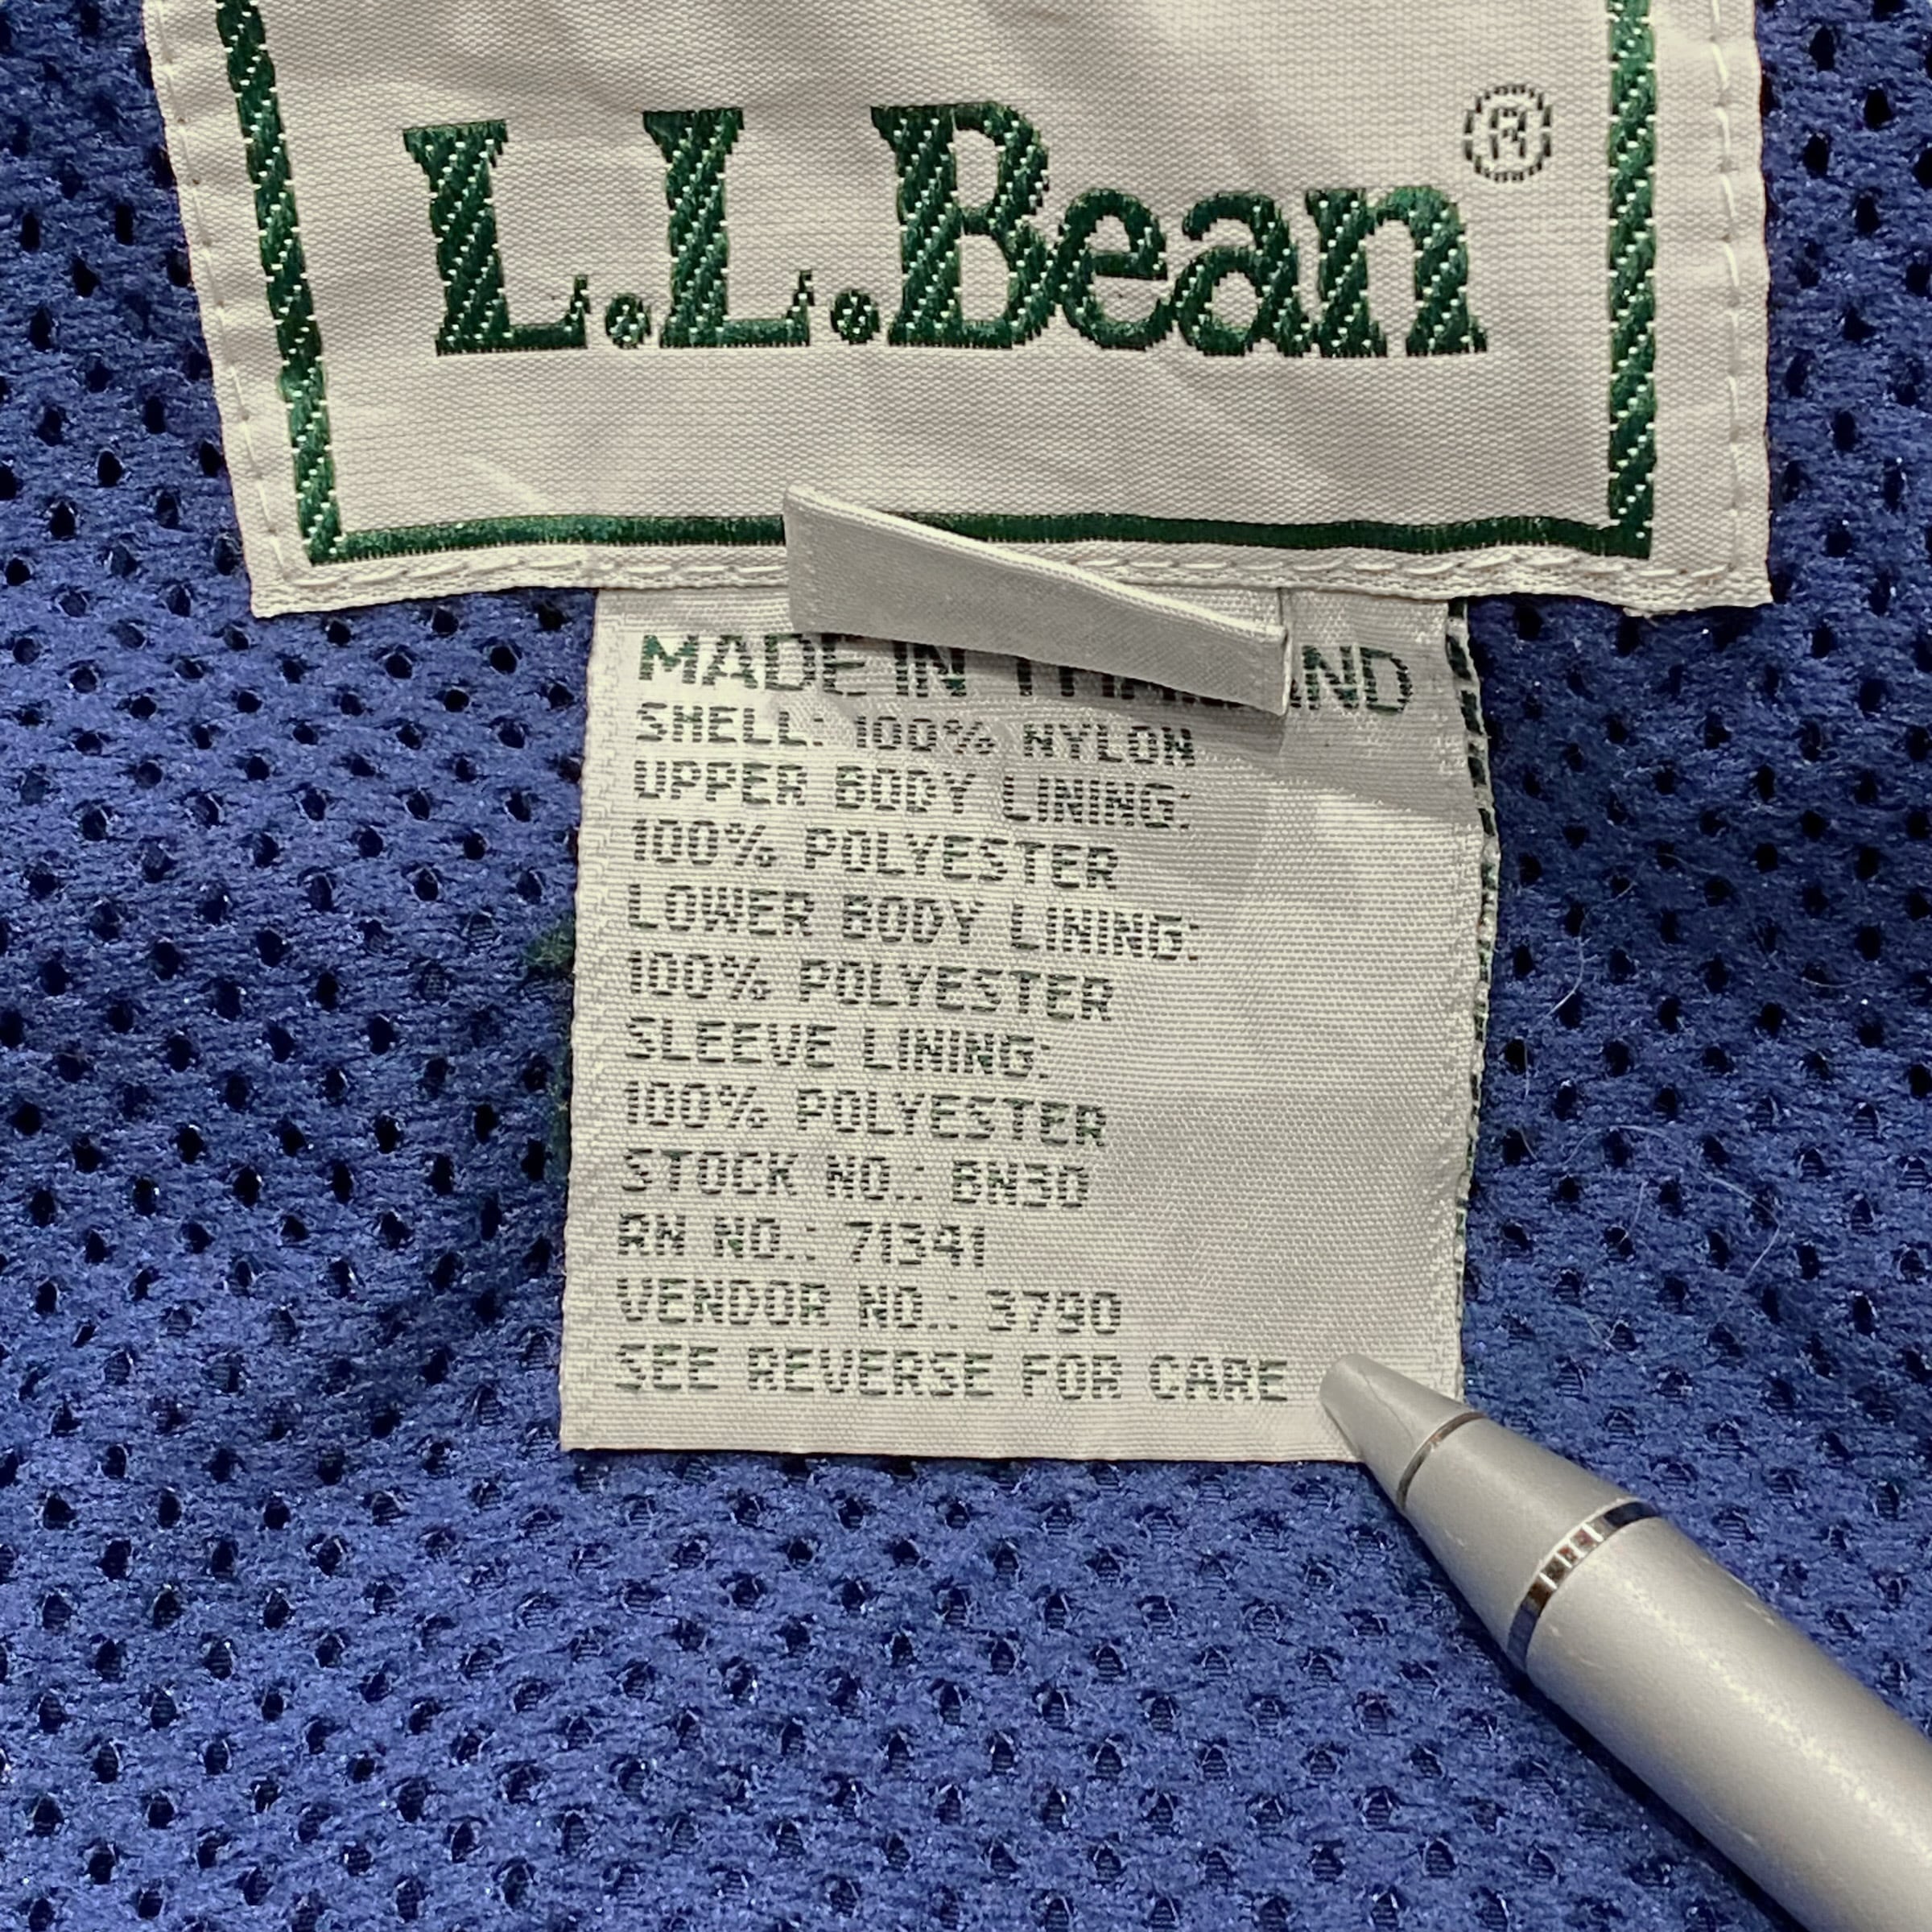 L.L.Bean®
MADE IN THAILAND
SHELL: 100% NYLON
UPPER BODY LINING:
100% POLYESTER
LOWER BODY LINING:
100% POLYESTER
SLEEVE LINING:
100% POLYESTER
STOCK NO.: BN30
RN NO.: 71341
VENDOR NO.: 3790
SEE REVERSE FOR CARE